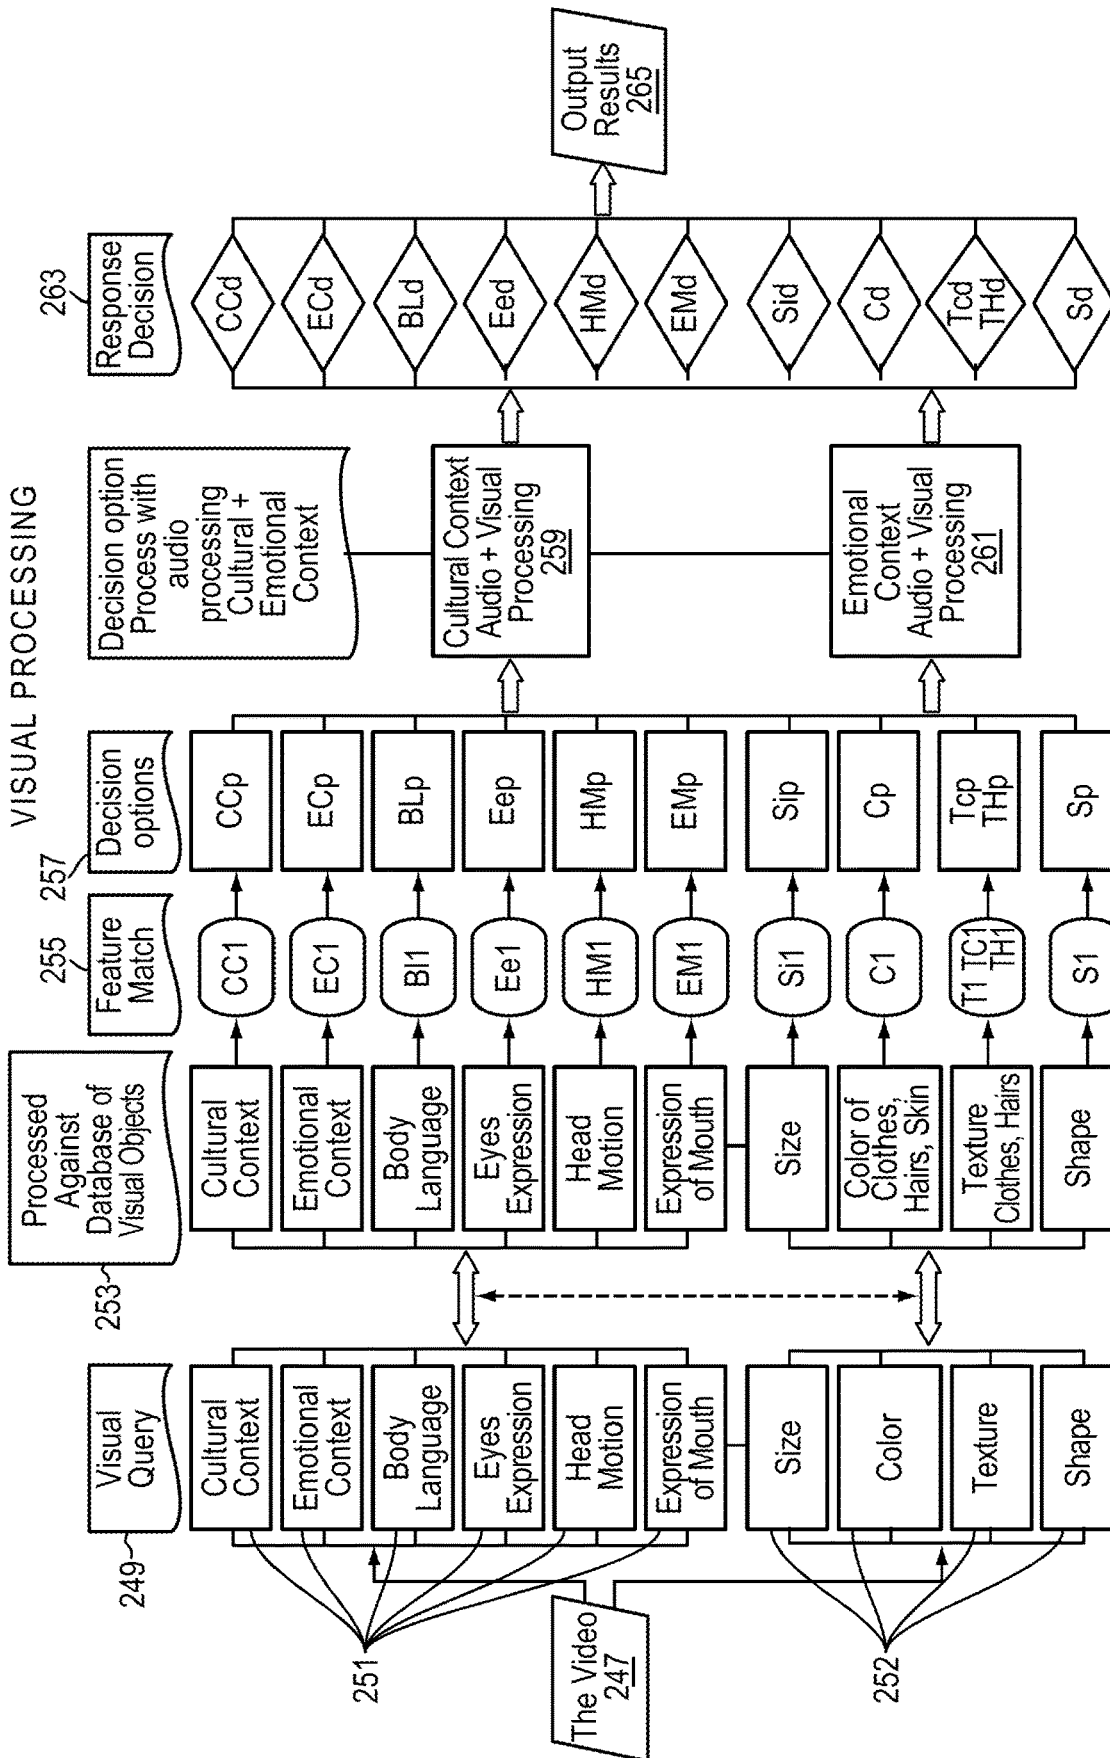 VISUAL PROCESSING
249
Visual
Query
Cultural
Context
Emotional
Context
Body
Language
Eyes
Expression
Head
Motion
Expression
of Mouth
Size
Color
Texture
Shape
251
252
The Video
247
253
Processed
Against
Database of
Visual Objects
Cultural
Context
Emotional
Context
Body
Language
Eyes
Expression
Head
Motion
Expression
of Mouth
Size
Color of
Clothes,
Hairs, Skin
Texture
Clothes, Hairs
Shape
255
Feature
Match
CC1
EC1
Bl1
Ee1
HM1
EM1
Si1
C1
T1 TC1
TH1
S1
257
Decision
options
CCp
ECp
BLp
Eep
HMp
EMp
Sip
Cp
Tcp
THp
Sp
Decision option
Process with
audio
processing
Cultural +
Emotional
Context
Cultural Context
Audio + Visual
Processing
259
Emotional
Context
Audio + Visual
Processing
261
263
Response
Decision
CCd
ECd
BLd
Eed
HMd
EMd
Sid
Cd
Tcd
THd
Sd
Output
Results
265